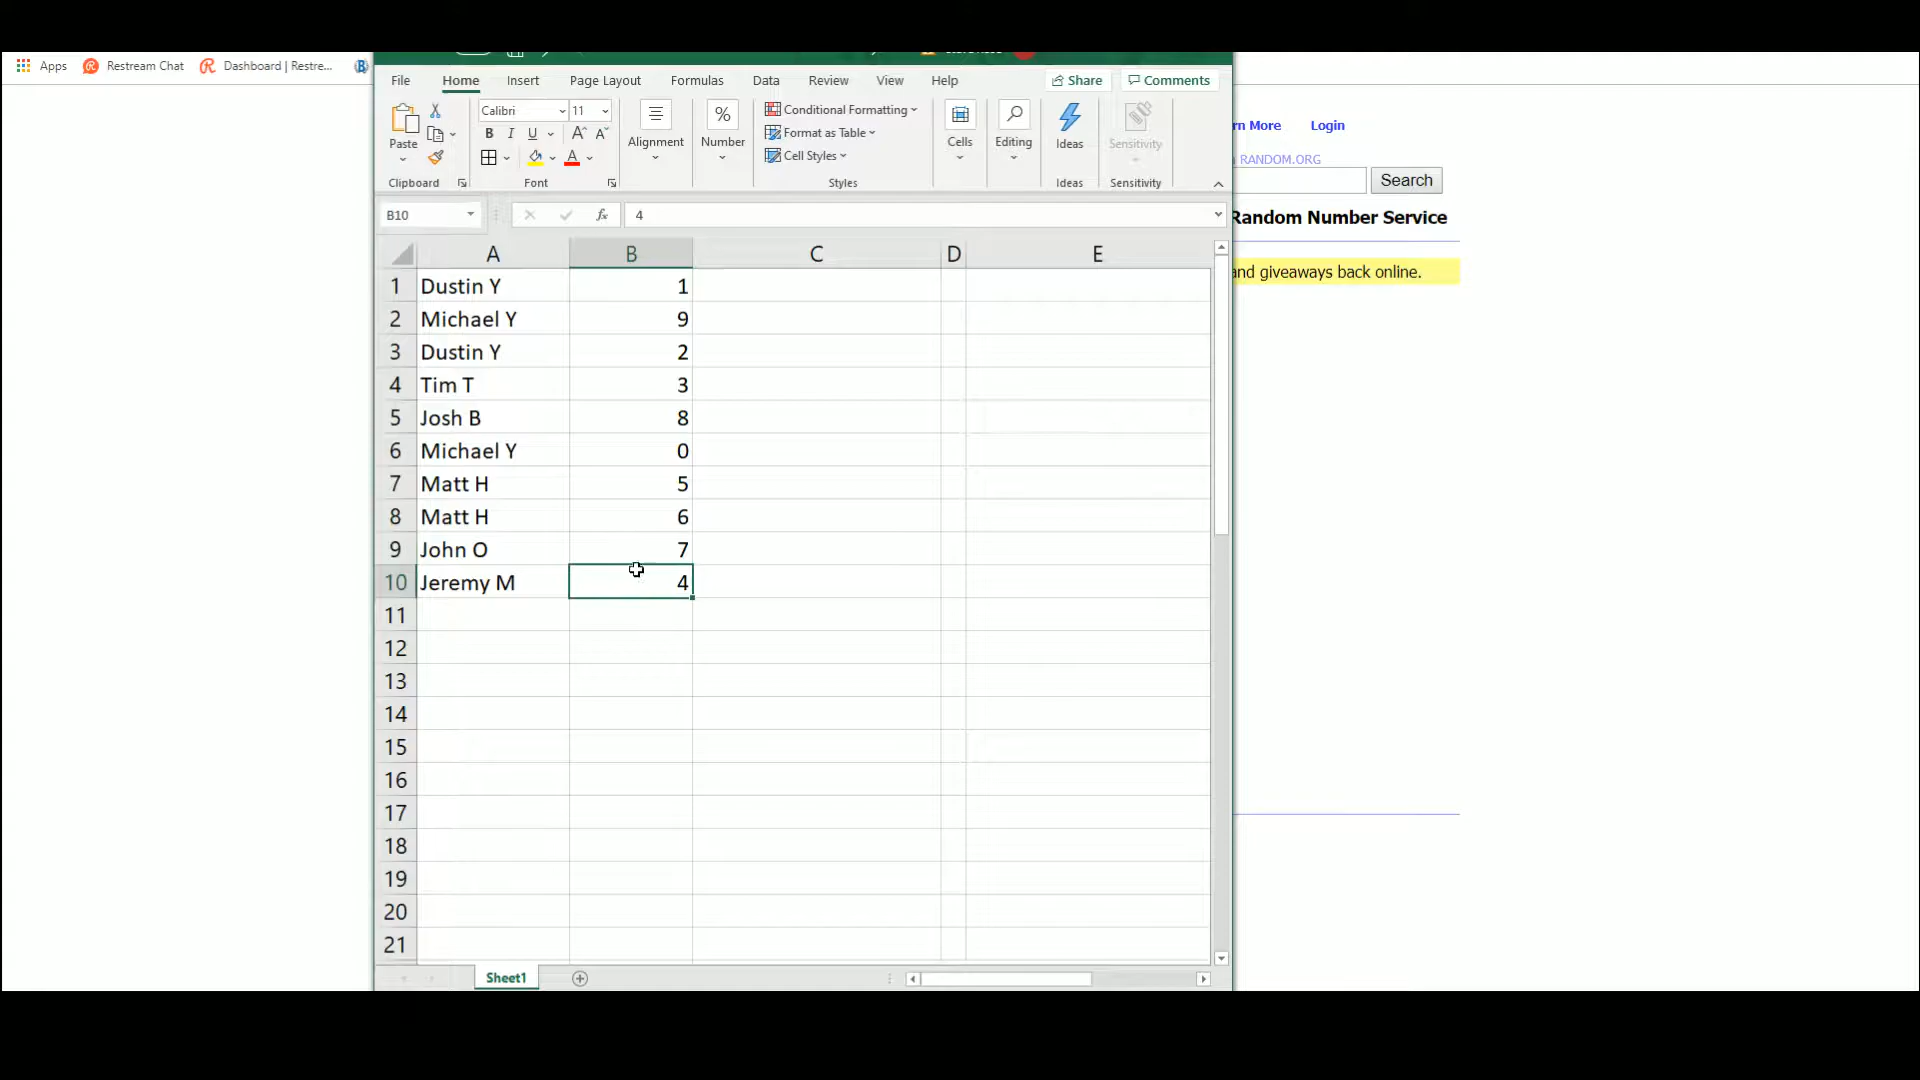 Apps Restream Chat Dashboard | Restre...
File Home Insert Page Layout Formulas Data Review View Help Share Comments
Paste
Clipboard
Calibri 11
B I U A A
A
Font
Alignment
%
Number
Conditional Formatting
Format as Table
Cell Styles
Styles
Cells
Editing
Ideas
Ideas
Sensitivity
Sensitivity
rn More Login
RANDOM.ORG
Search
Random Number Service
and giveaways back online.
B10 fx 4
A B C D E
1 Dustin Y 1
2 Michael Y 9
3 Dustin Y 2
4 Tim T 3
5 Josh B 8
6 Michael Y 0
7 Matt H 5
8 Matt H 6
9 John O 7
10 Jeremy M 4
11
12
13
14
15
16
17
18
19
20
21
Sheet1